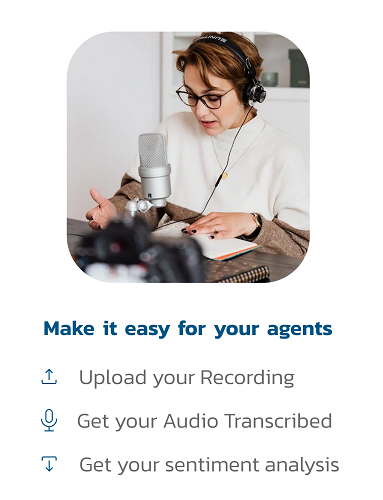 Make it easy for your agents
Upload your Recording
Get your Audio Transcribed
Get your sentiment analysis